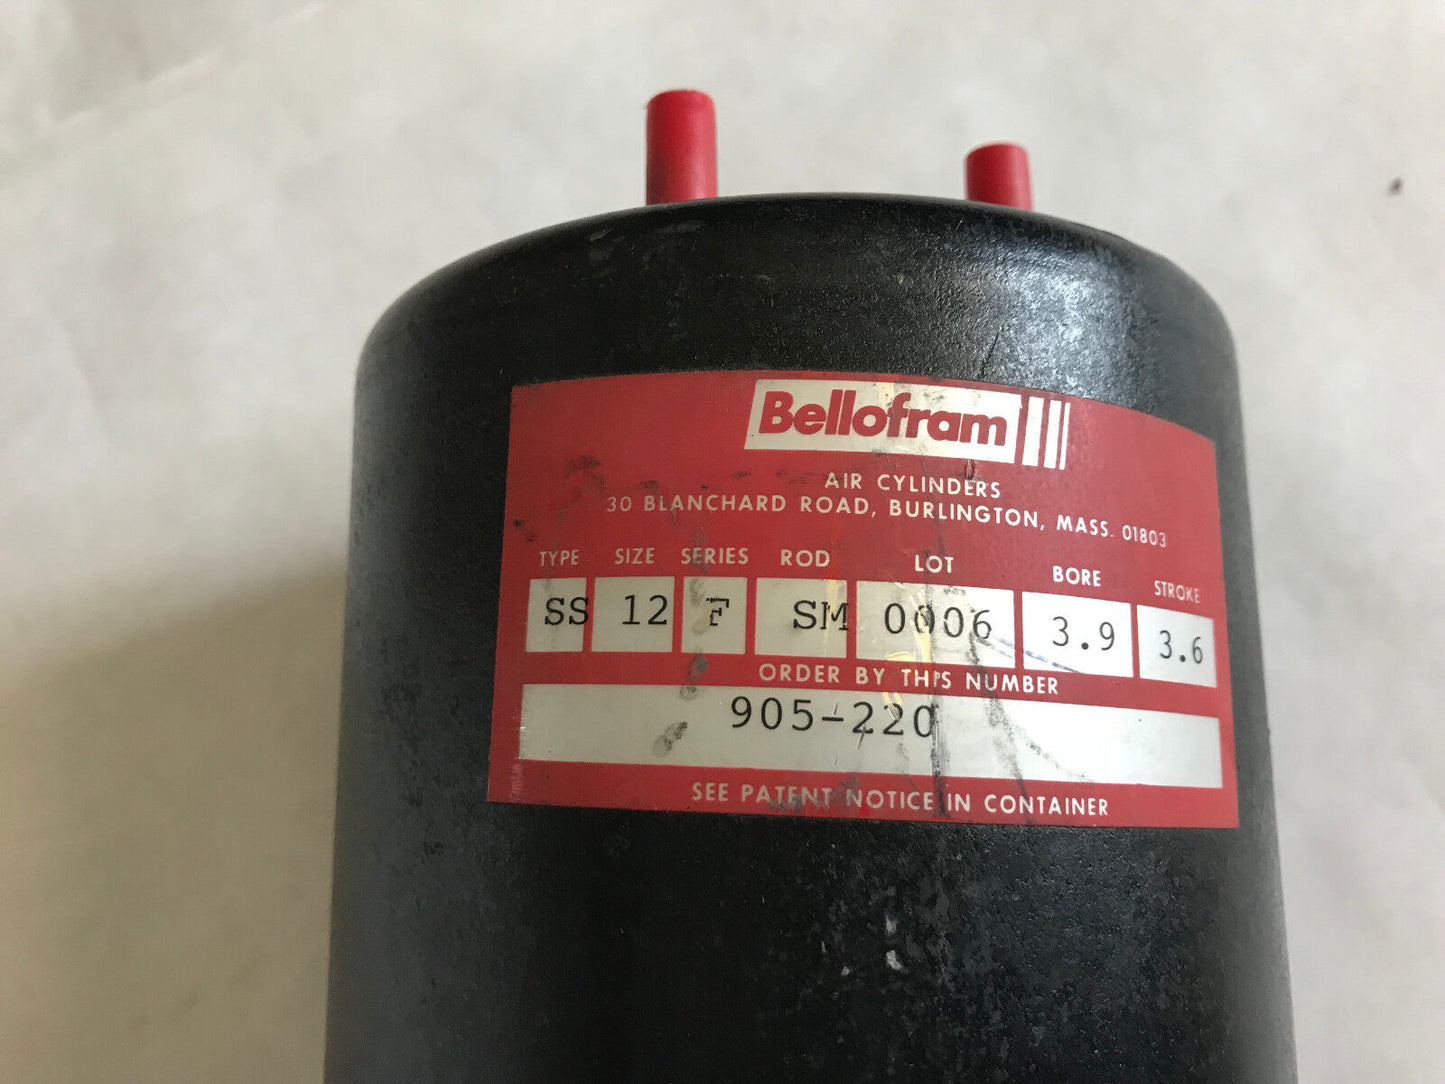 Bellofram
AIR CYLINDERS
30 BLANCHARD ROAD, BURLINGTON, MASS. 01803
TYPE SIZE SERIES ROD LOT BORE STROKE
SS 12 F SM 0006 3.9 3.6
ORDER BY THIS NUMBER
905-220
SEE PATENT NOTICE IN CONTAINER